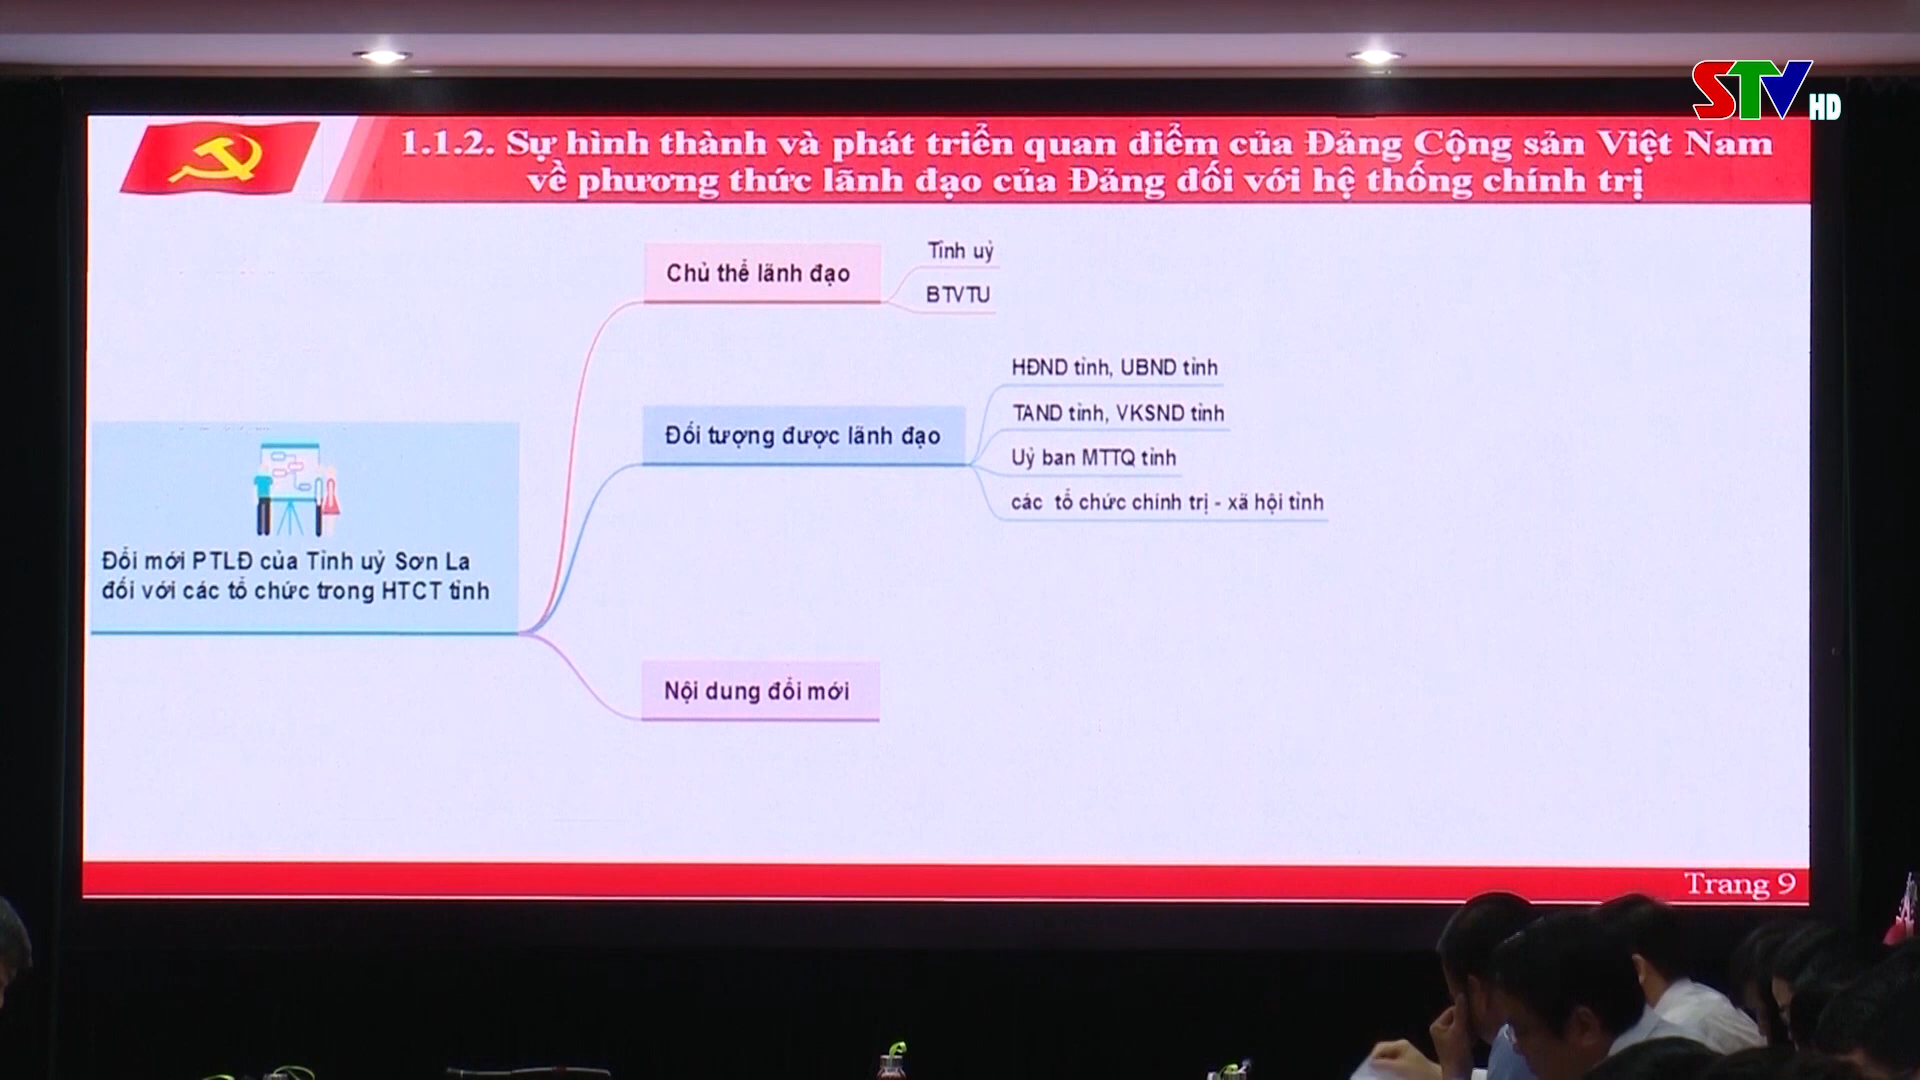 STV HD
1.1.2. Sự hình thành và phát triển quan điểm của Đảng Cộng sản Việt Nam
về phương thức lãnh đạo của Đảng đối với hệ thống chính trị
Chủ thể lãnh đạo
Tỉnh uỷ
BTVTU
HĐND tỉnh, UBND tỉnh
TAND tỉnh, VKSND tỉnh
Đối tượng được lãnh đạo
Uỷ ban MTTQ tỉnh
các tổ chức chính trị - xã hội tỉnh
Đổi mới PTLĐ của Tỉnh uỷ Sơn La
đối với các tổ chức trong HTCT tỉnh
Nội dung đổi mới
Trang 9